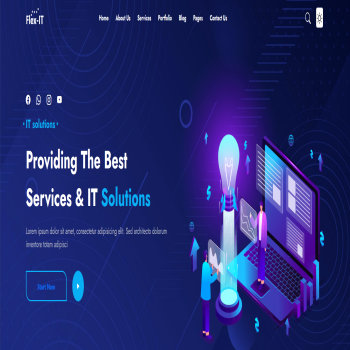 Flex-IT
Home About Us Services Portfolio Blog Pages Contact Us
IT solutions
Providing The Best
Services & IT Solutions
Lorem ipsum dolor sit amet, consectetur adipisicing elit. Sed architecto dolorum
inventore totam adipisci
Start Now